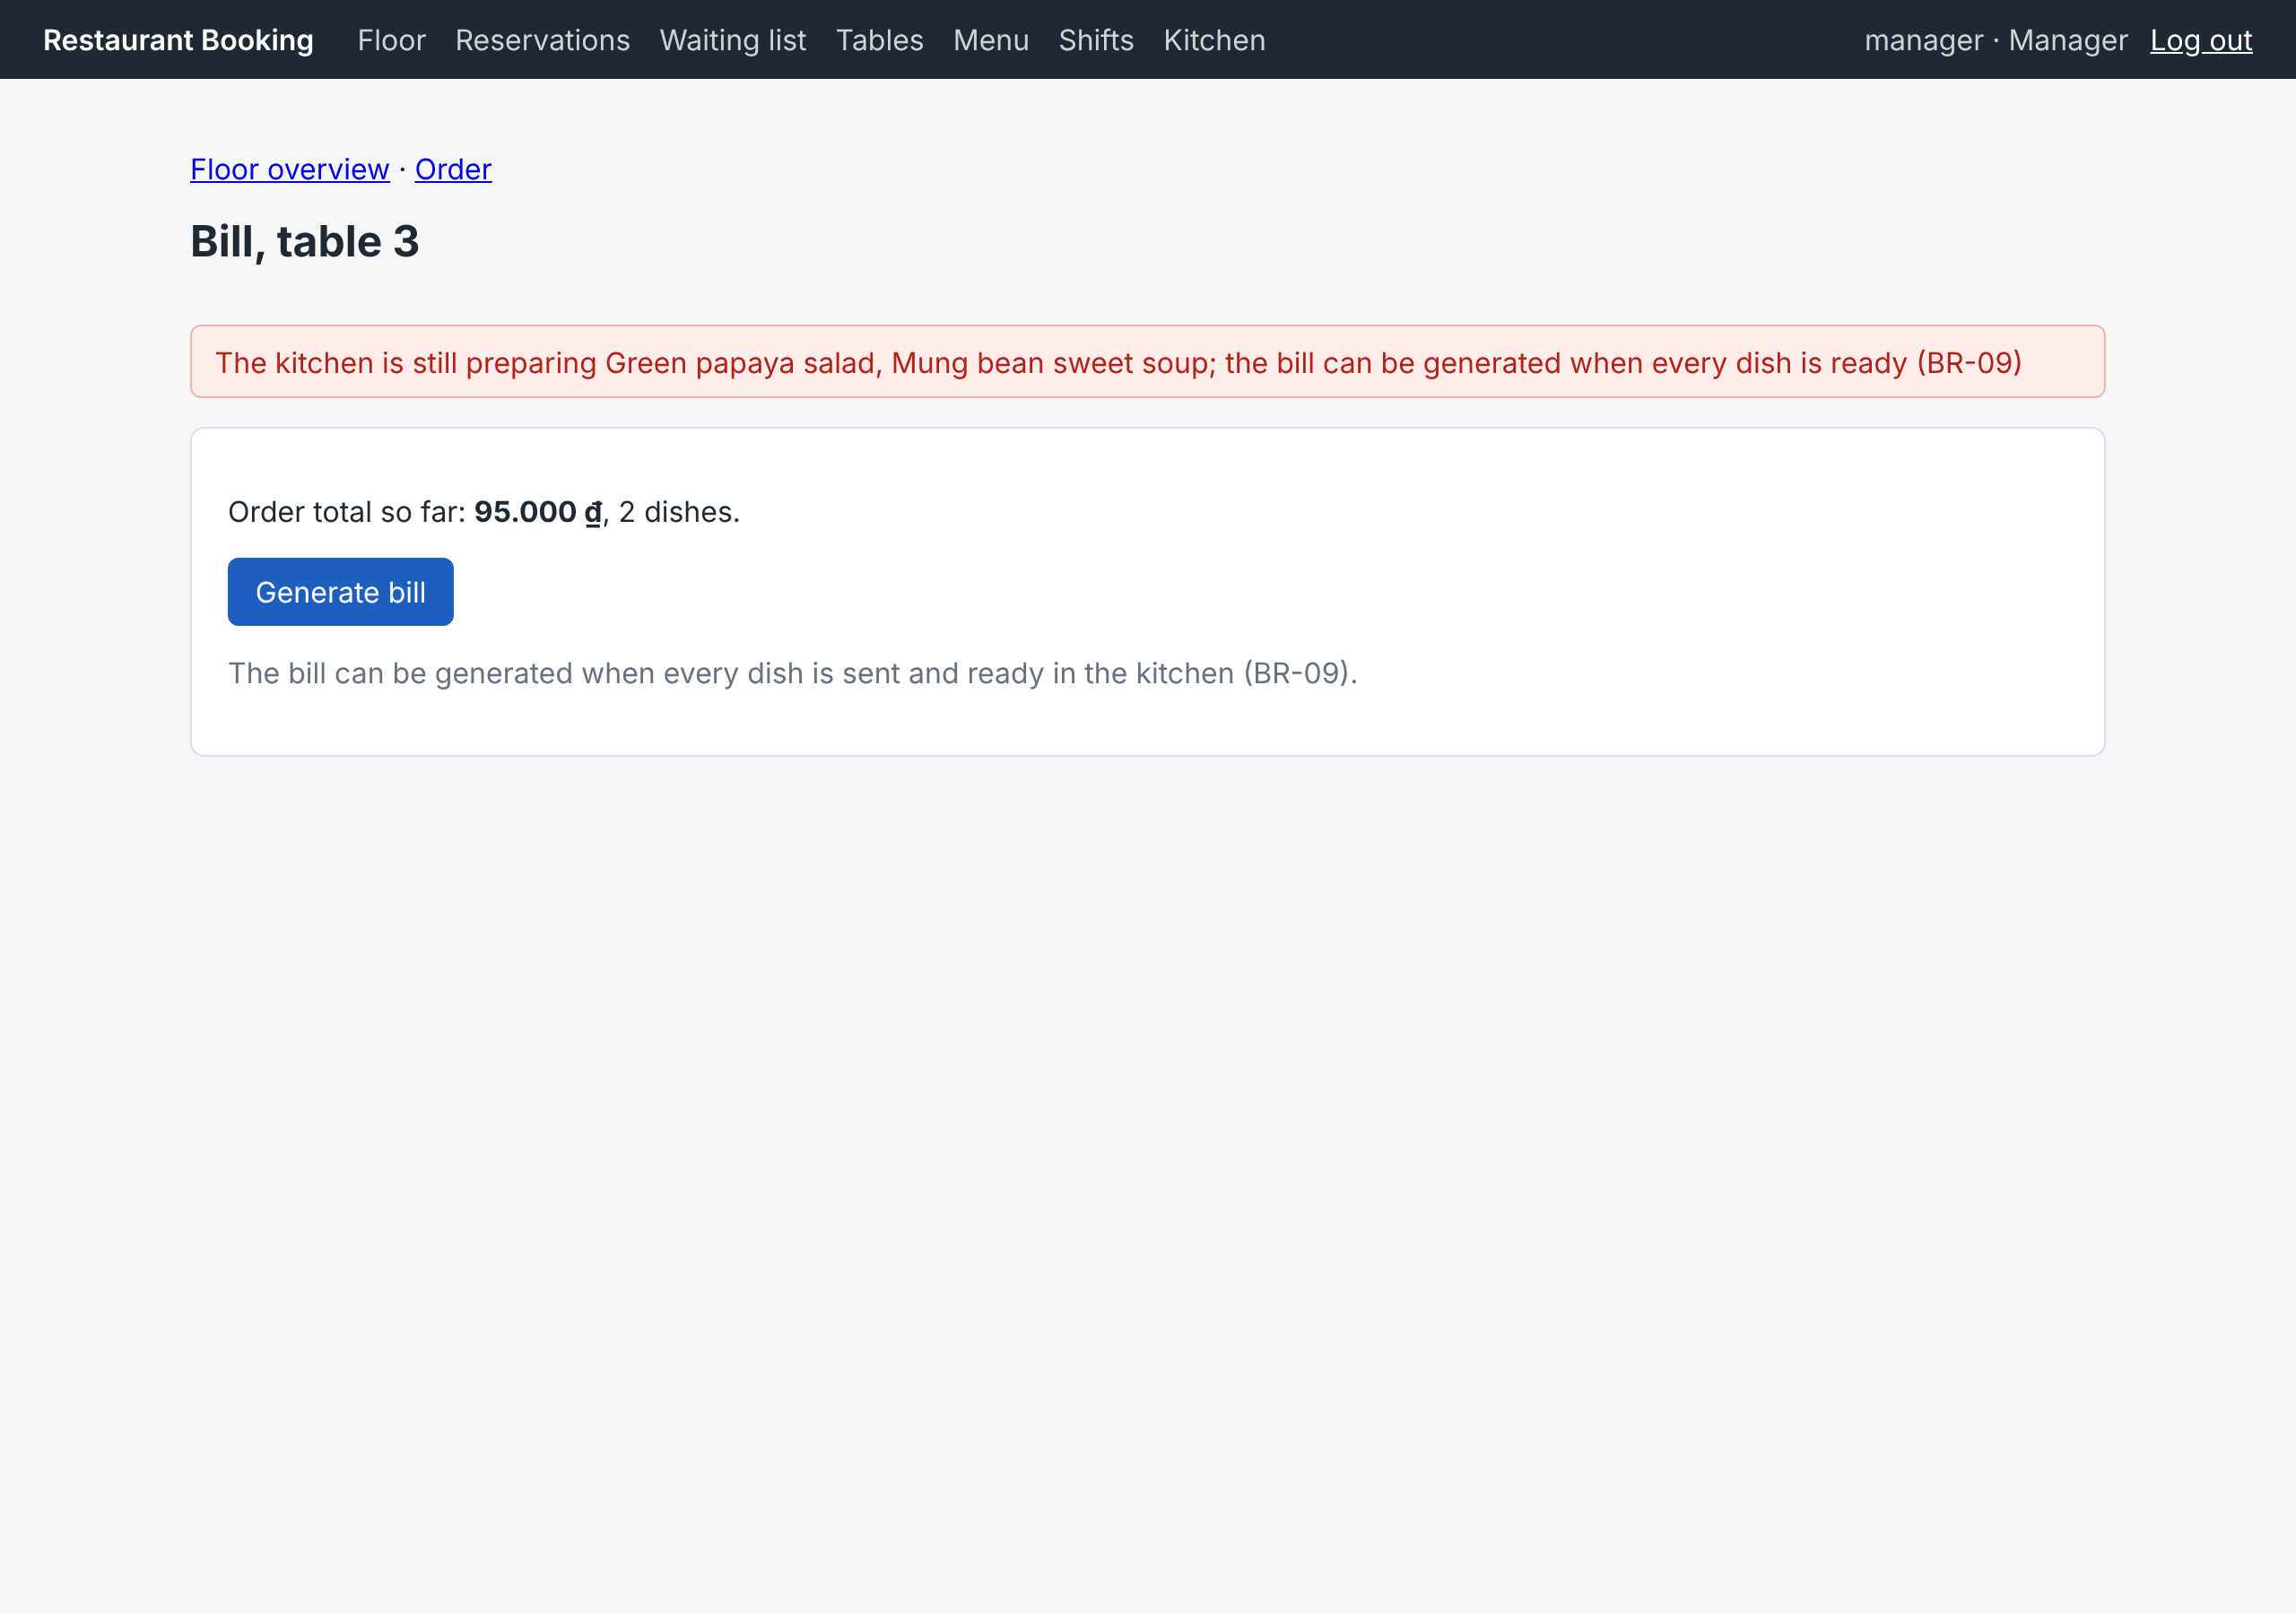 Restaurant Booking Floor Reservations Waiting list Tables Menu Shifts Kitchen manager · Manager Log out
Floor overview · Order
Bill, table 3
The kitchen is still preparing Green papaya salad, Mung bean sweet soup; the bill can be generated when every dish is ready (BR-09)
Order total so far: 95.000 ₫, 2 dishes.
Generate bill
The bill can be generated when every dish is sent and ready in the kitchen (BR-09).